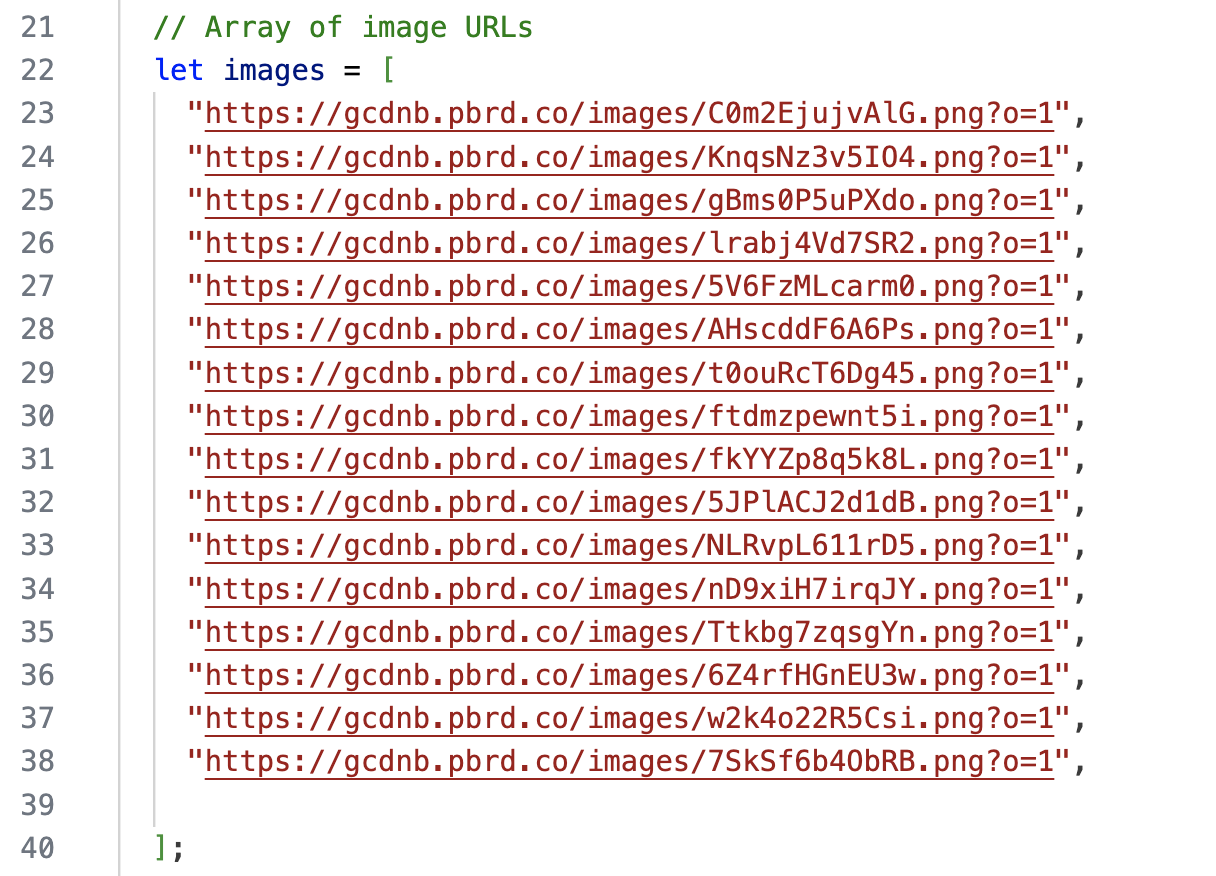 21 // Array of image URLs
22 let images = [
23 "https://gcdnb.pbrd.co/images/C0m2EjujvAlG.png?o=1",
24 "https://gcdnb.pbrd.co/images/KnqsNz3v5IO4.png?o=1",
25 "https://gcdnb.pbrd.co/images/gBms0P5uPXdo.png?o=1",
26 "https://gcdnb.pbrd.co/images/lrabj4Vd7SR2.png?o=1",
27 "https://gcdnb.pbrd.co/images/5V6FzMLcarm0.png?o=1",
28 "https://gcdnb.pbrd.co/images/AHscddF6A6Ps.png?o=1",
29 "https://gcdnb.pbrd.co/images/t0ouRcT6Dg45.png?o=1",
30 "https://gcdnb.pbrd.co/images/ftdmzpewnt5i.png?o=1",
31 "https://gcdnb.pbrd.co/images/fkYYZp8q5k8L.png?o=1",
32 "https://gcdnb.pbrd.co/images/5JPlACJ2d1dB.png?o=1",
33 "https://gcdnb.pbrd.co/images/NLRvpL611rD5.png?o=1",
34 "https://gcdnb.pbrd.co/images/nD9xiH7irqJY.png?o=1",
35 "https://gcdnb.pbrd.co/images/Ttkbg7zqsgYn.png?o=1",
36 "https://gcdnb.pbrd.co/images/6Z4rfHGnEU3w.png?o=1",
37 "https://gcdnb.pbrd.co/images/w2k4o22R5Csi.png?o=1",
38 "https://gcdnb.pbrd.co/images/7SkSf6b4ObRB.png?o=1",
39
40 ];